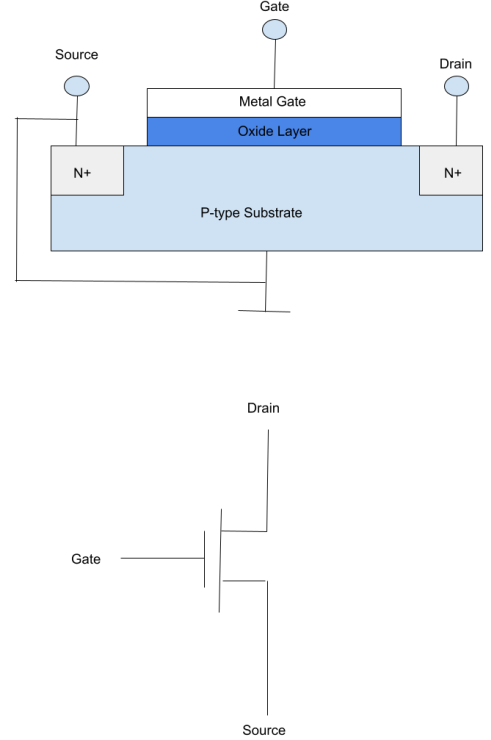 Gate
Source
Drain
Metal Gate
Oxide Layer
N+
N+
P-type Substrate
Drain
Gate
Source